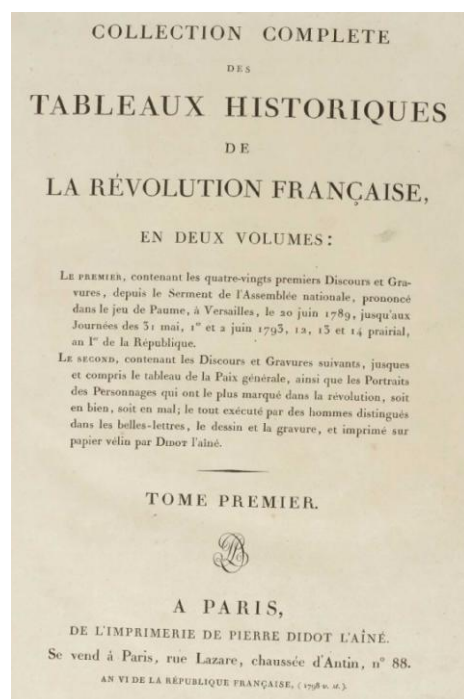 COLLECTION COMPLETE
DES
TABLEAUX HISTORIQUES
DE
LA RÉVOLUTION FRANÇAISE,
EN DEUX VOLUMES:
LE PREMIER, contenant les quatre-vingts premiers Discours et Gra-
vures, depuis le Serment de l'Assemblée nationale, prononcé
dans le jeu de Paume, à Versailles, le 20 juin 1789, jusqu'aux
Journées des 31 mai, 1er et 2 juin 1793, 12, 13 et 14 prairial,
an Ier de la République.
LE SECOND, contenant les Discours et Gravures suivants, jusques
et compris le tableau de la Paix générale, ainsi que les Portraits
des Personnages qui ont le plus marqué dans la révolution, soit
en bien, soit en mal; le tout exécuté par des hommes distingués
dans les belles-lettres, le dessin et la gravure, et imprimé sur
papier vélin par DIDOT l'aîné.
TOME PREMIER.
A PARIS,
DE L'IMPRIMERIE DE PIERRE DIDOT L'AÎNÉ.
Se vend à Paris, rue Lazare, chaussée d'Antin, n° 88.
AN VI DE LA RÉPUBLIQUE FRANÇAISE, (1798 v. st.).